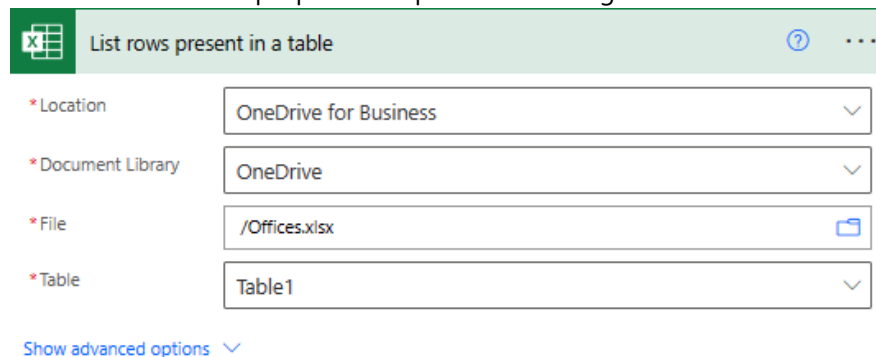 List rows present in a table
* Location
OneDrive for Business
* Document Library
OneDrive
* File
/Offices.xlsx
* Table
Table1
Show advanced options